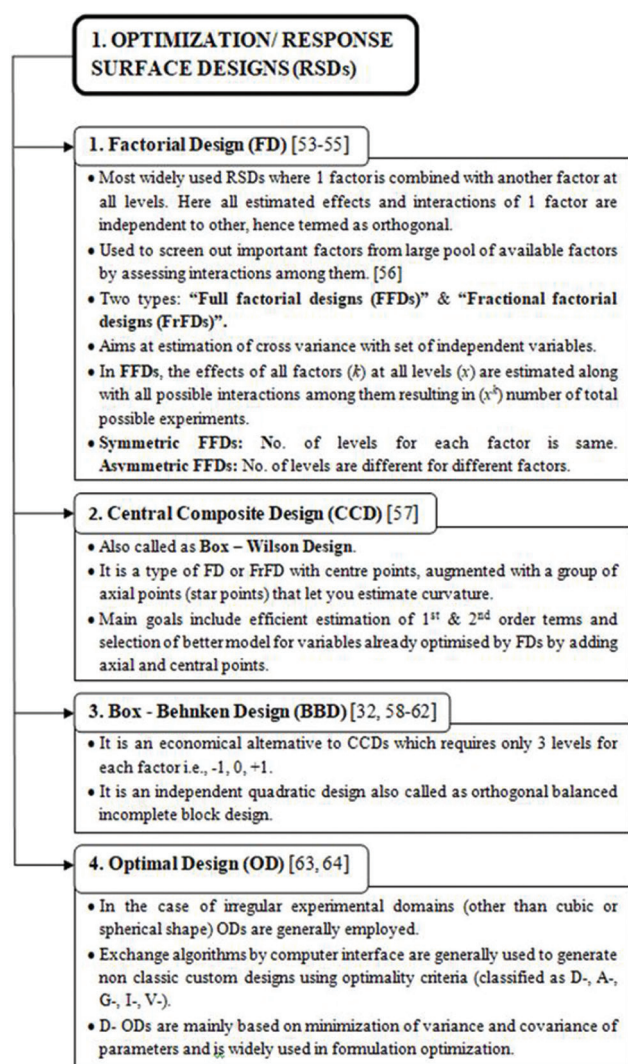 1. OPTIMIZATION/ RESPONSE
SURFACE DESIGNS (RSDs)
1. Factorial Design (FD) [53-55]
• Most widely used RSDs where 1 factor is combined with another factor at
all levels. Here all estimated effects and interactions of 1 factor are
independent to other, hence termed as orthogonal.
• Used to screen out important factors from large pool of available factors
by assessing interactions among them. [56]
• Two types: “Full factorial designs (FFDs)” & “Fractional factorial
designs (FrFDs)”.
• Aims at estimation of cross variance with set of independent variables.
• In FFDs, the effects of all factors (k) at all levels (x) are estimated along
with all possible interactions among them resulting in (xᵏ) number of total
possible experiments.
• Symmetric FFDs: No. of levels for each factor is same.
Asymmetric FFDs: No. of levels are different for different factors.
2. Central Composite Design (CCD) [57]
• Also called as Box – Wilson Design.
• It is a type of FD or FrFD with centre points, augmented with a group of
axial points (star points) that let you estimate curvature.
• Main goals include efficient estimation of 1st & 2nd order terms and
selection of better model for variables already optimised by FDs by adding
axial and central points.
3. Box - Behnken Design (BBD) [32, 58-62]
• It is an economical alternative to CCDs which requires only 3 levels for
each factor i.e., -1, 0, +1.
• It is an independent quadratic design also called as orthogonal balanced
incomplete block design.
4. Optimal Design (OD) [63, 64]
• In the case of irregular experimental domains (other than cubic or
spherical shape) ODs are generally employed.
• Exchange algorithms by computer interface are generally used to generate
non classic custom designs using optimality criteria (classified as D-, A-,
G-, I-, V-).
• D- ODs are mainly based on minimization of variance and covariance of
parameters and is widely used in formulation optimization.